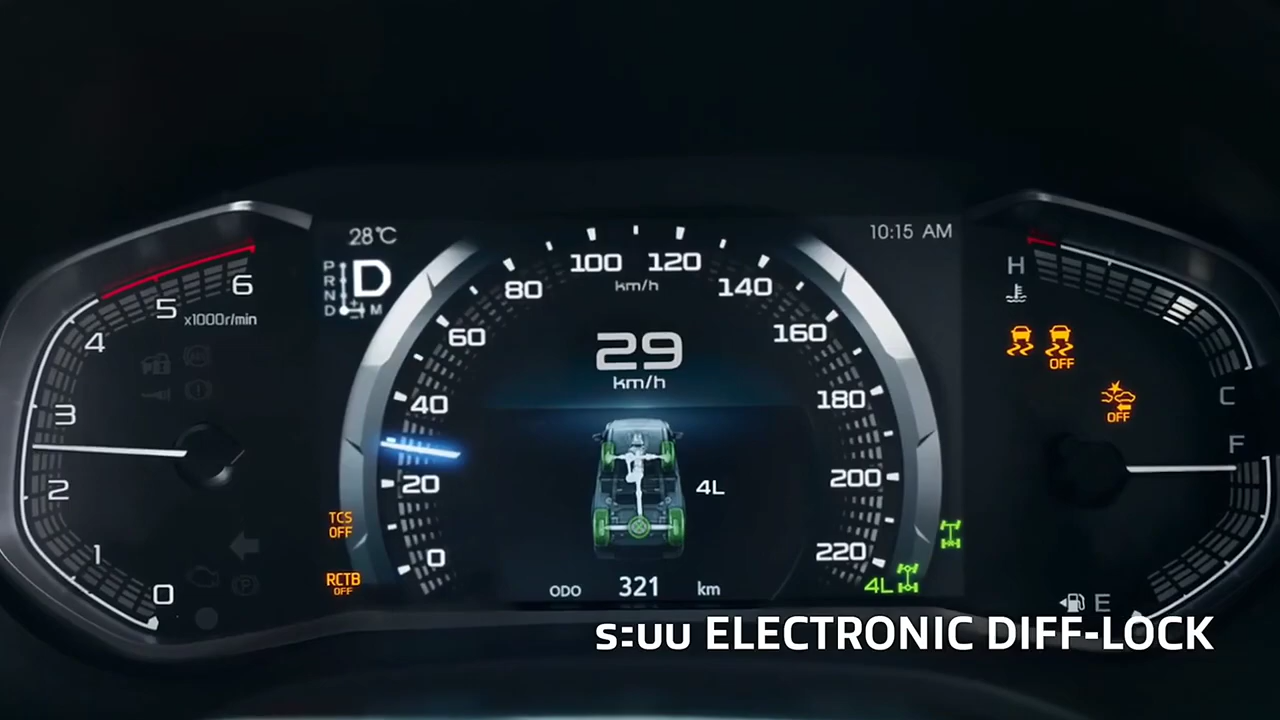 28°C
10:15 AM
P
R
N
D
D
M
6
5
x1000r/min
4
3
2
1
0
100
120
km/h
80
140
60
160
40
180
20
200
0
220
29
km/h
4L
ODO 321 km
TCS
OFF
RCTB
OFF
4L
H
OFF
OFF
C
F
E
ระบบ ELECTRONIC DIFF-LOCK